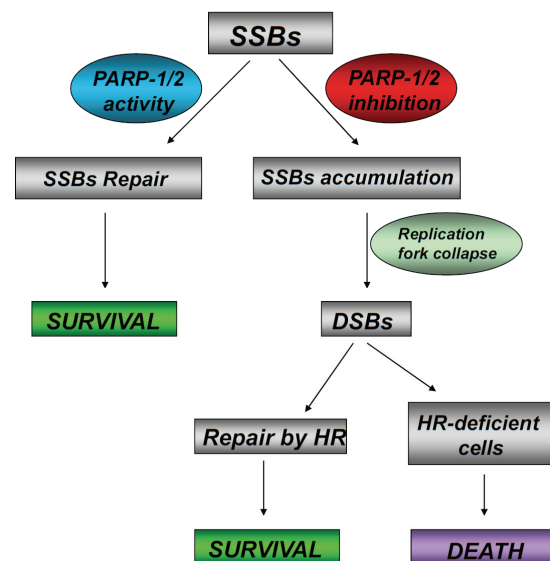 SSBs
PARP-1/2
activity
PARP-1/2
inhibition
SSBs Repair
SSBs accumulation
Replication
fork collapse
SURVIVAL
DSBs
Repair by HR
HR-deficient
cells
SURVIVAL
DEATH